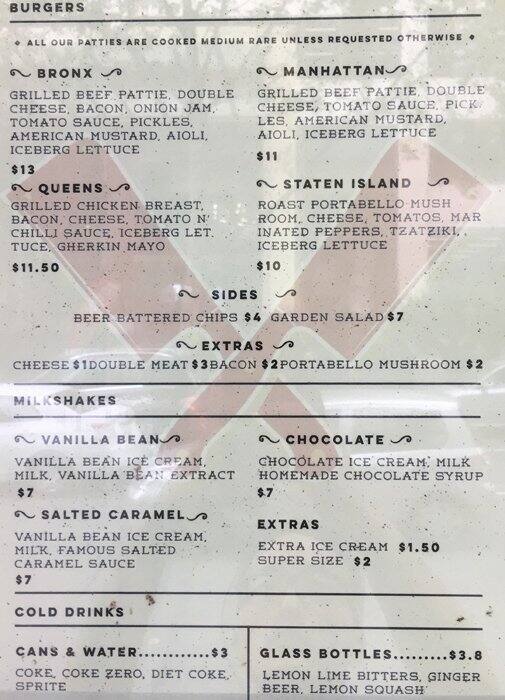 BURGERS
ALL OUR PATTIES ARE COOKED MEDIUM RARE UNLESS REQUESTED OTHERWISE
BRONX
GRILLED BEEF PATTIE, DOUBLE
CHEESE, BACON, ONION JAM,
TOMATO SAUCE, PICKLES,
AMERICAN MUSTARD, AIOLI,
ICEBERG LETTUCE
$13
MANHATTAN
GRILLED BEEF PATTIE, DOUBLE
CHEESE, TOMATO SAUCE, PICK
LES, AMERICAN MUSTARD,
AIOLI, ICEBERG LETTUCE
$11
QUEENS
GRILLED CHICKEN BREAST,
BACON, CHEESE, TOMATO N'
CHILLI SAUCE, ICEBERG LET
TUCE, GHERKIN MAYO
$11.50
STATEN ISLAND
ROAST PORTABELLO MUSH
ROOM, CHEESE, TOMATOS, MAR
INATED PEPPERS, TZATZIKI,
ICEBERG LETTUCE
$10
SIDES
BEER BATTERED CHIPS $4 GARDEN SALAD $7
EXTRAS
CHEESE $1 DOUBLE MEAT $3 BACON $2 PORTABELLO MUSHROOM $2
MILKSHAKES
VANILLA BEAN
VANILLA BEAN ICE CREAM,
MILK, VANILLA BEAN EXTRACT
$7
CHOCOLATE
CHOCOLATE ICE CREAM, MILK
HOMEMADE CHOCOLATE SYRUP
$7
SALTED CARAMEL
VANILLA BEAN ICE CREAM,
MILK, FAMOUS SALTED
CARAMEL SAUCE
$7
EXTRAS
EXTRA ICE CREAM $1.50
SUPER SIZE $2
COLD DRINKS
CANS & WATER............$3
COKE, COKE ZERO, DIET COKE,
SPRITE
GLASS BOTTLES.........$3.8
LEMON LIME BITTERS, GINGER
BEER, LEMON SQUASH